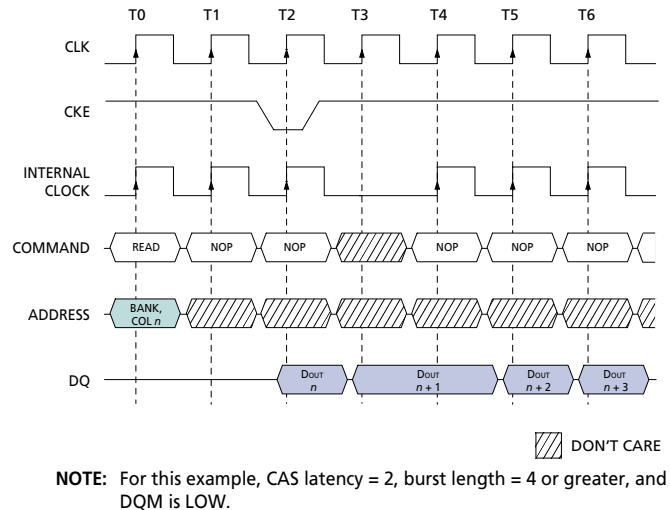 T0 T1 T2 T3 T4 T5 T6
CLK
CKE
INTERNAL
CLOCK
COMMAND READ NOP NOP NOP NOP NOP
ADDRESS BANK,
COL n
DQ DOUT DOUT DOUT DOUT
n n + 1 n + 2 n + 3
DON'T CARE
NOTE: For this example, CAS latency = 2, burst length = 4 or greater, and
DQM is LOW.